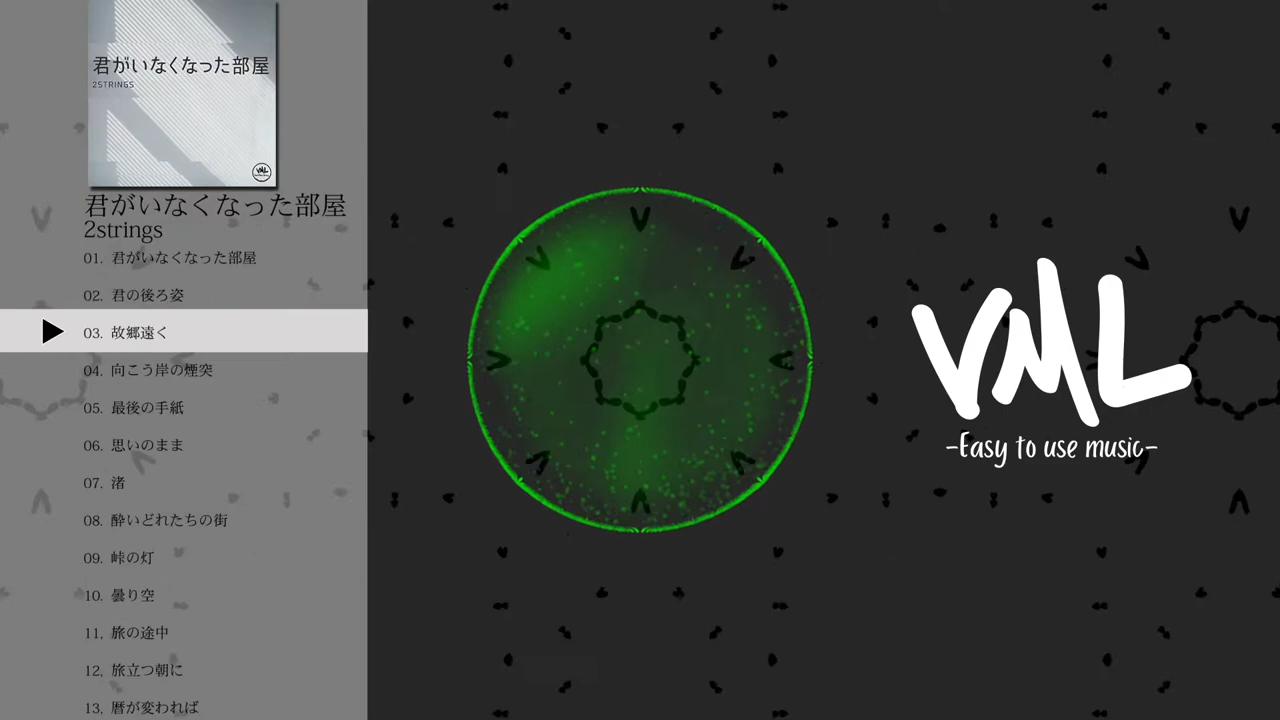 君がいなくなった部屋
2STRINGS
VML
君がいなくなった部屋
2strings
01. 君がいなくなった部屋
02. 君の後ろ姿
03. 故郷遠く
04. 向こう岸の煙突
05. 最後の手紙
06. 思いのまま
07. 渚
08. 酔いどれたちの街
09. 峠の灯
10. 曇り空
11, 旅の途中
12, 旅立つ朝に
13. 暦が変われば
VML
-Easy to use music-